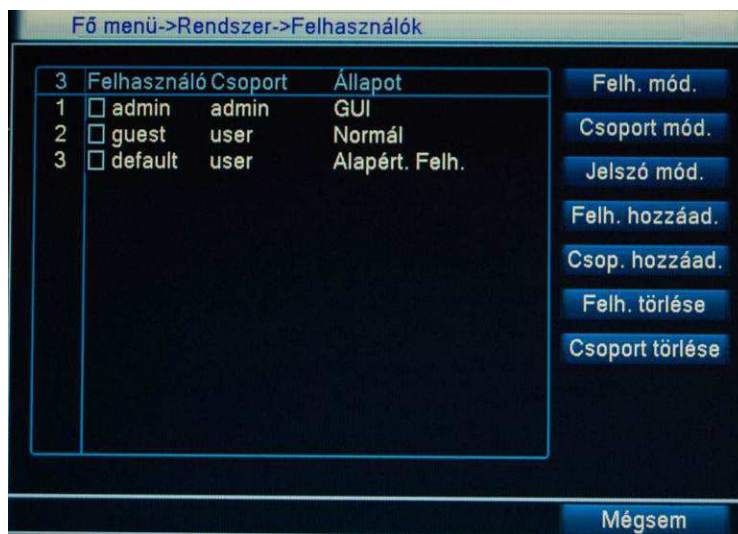 Fő menü->Rendszer->Felhasználók
3 Felhasználó Csoport Állapot
1 admin admin GUI
2 guest user Normál
3 default user Alapért. Felh.
Felh. mód.
Csoport mód.
Jelszó mód.
Felh. hozzáad.
Csop. hozzáad.
Felh. törlése
Csoport törlése
Mégsem